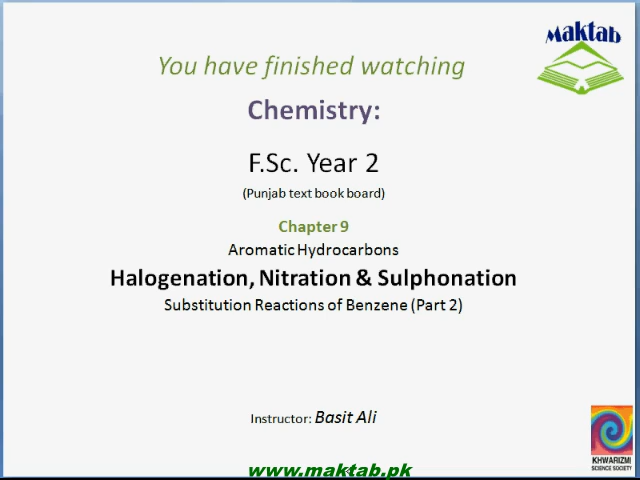 Maktab
You have finished watching
Chemistry:
F.Sc. Year 2
(Punjab text book board)
Chapter 9
Aromatic Hydrocarbons
Halogenation, Nitration & Sulphonation
Substitution Reactions of Benzene (Part 2)
Instructor: Basit Ali
KHWARIZMI
SCIENCE SOCIETY
www.maktab.pk